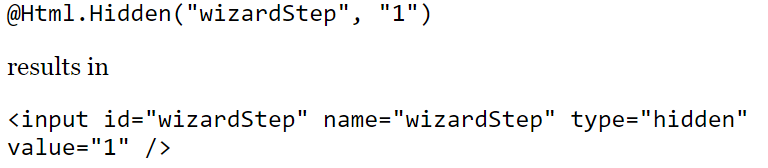 @Html.Hidden("wizardStep", "1")
results in
<input id="wizardStep" name="wizardStep" type="hidden"
value="1" />